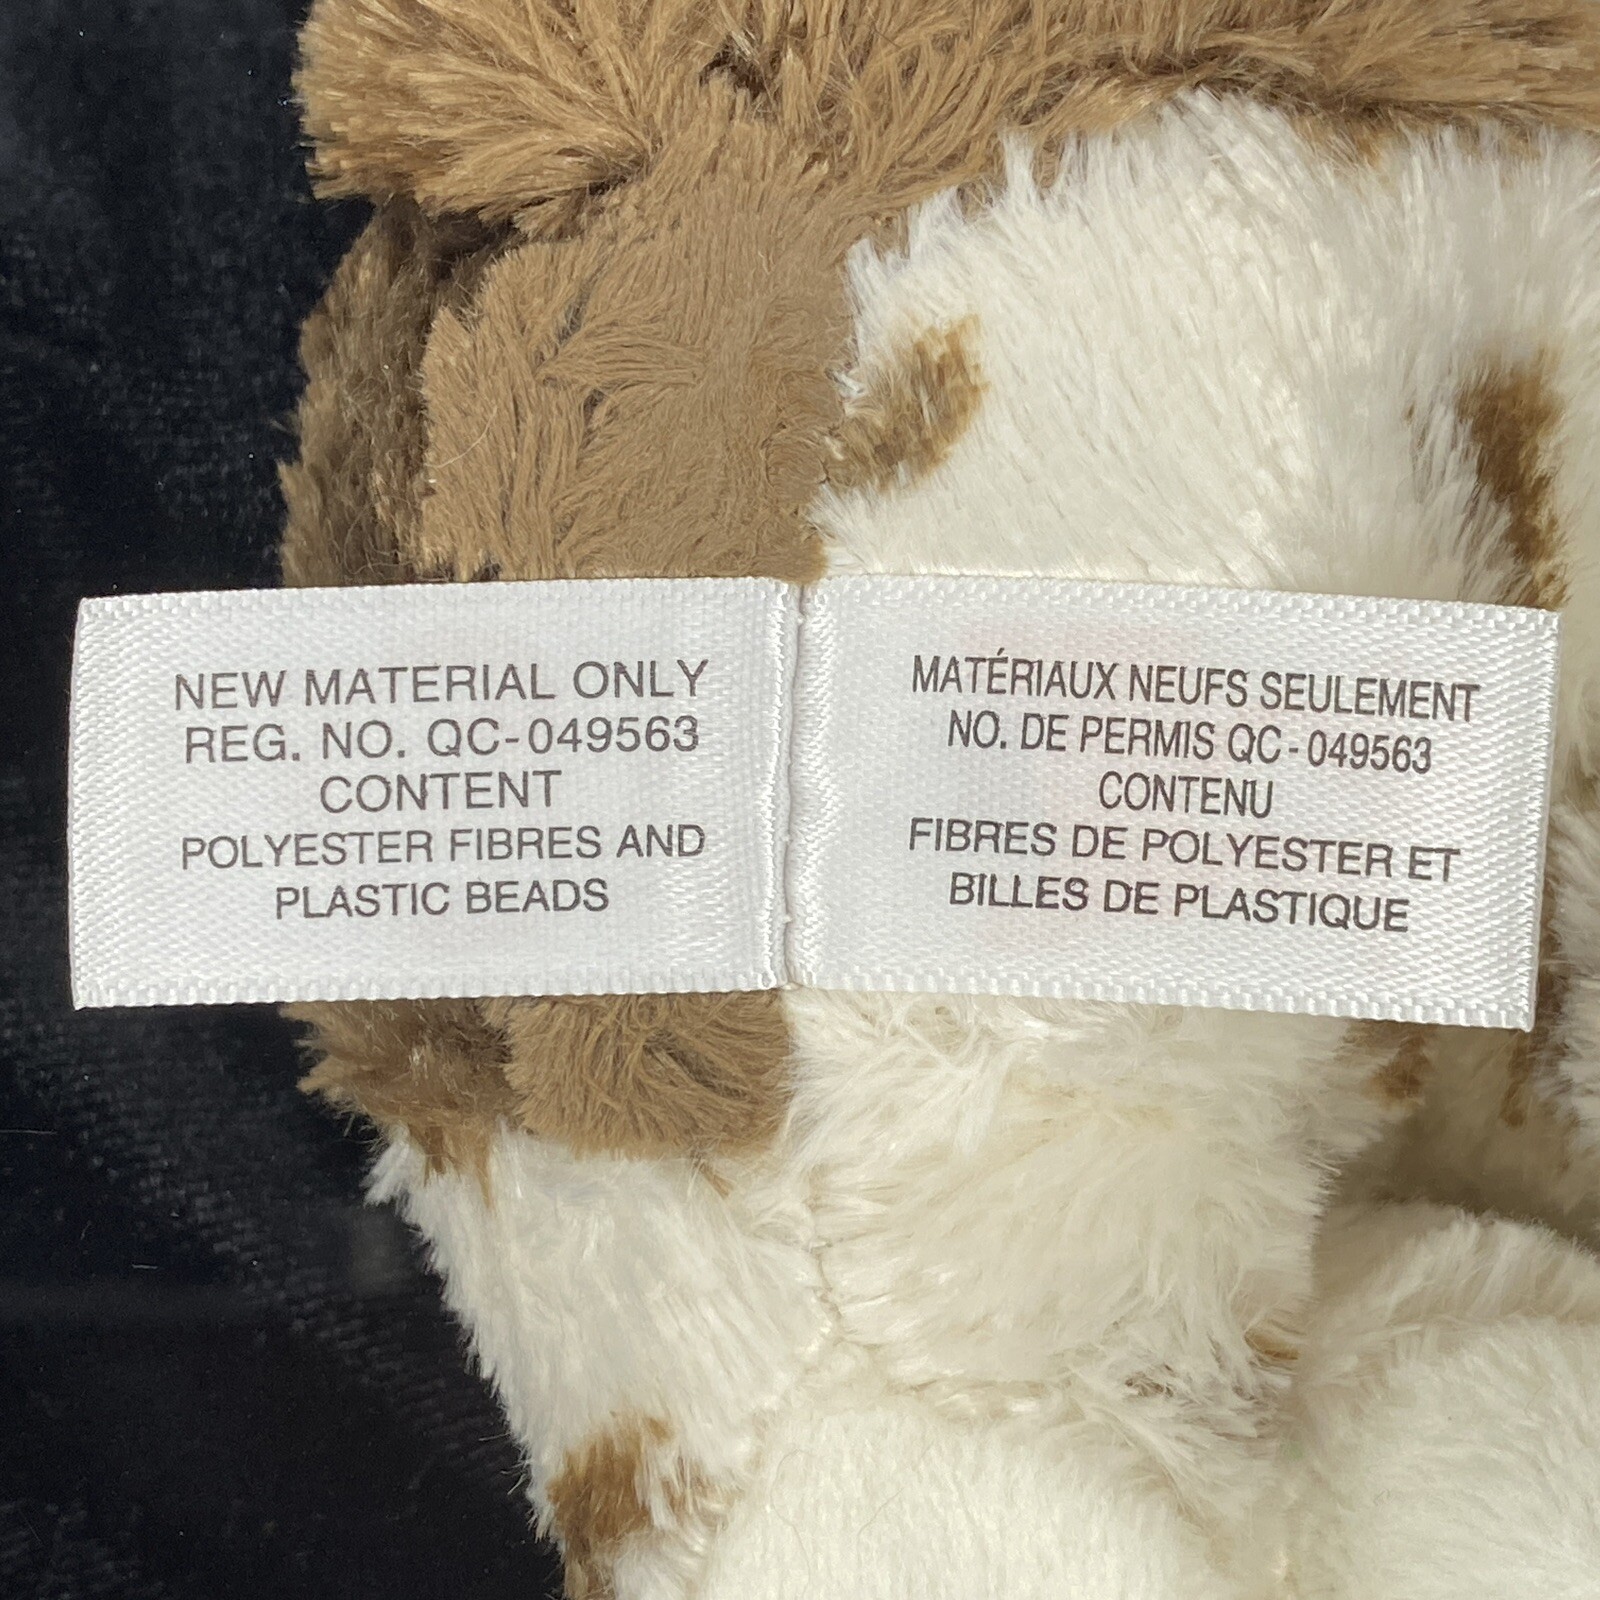 NEW MATERIAL ONLY
REG. NO. QC-049563
CONTENT
POLYESTER FIBRES AND
PLASTIC BEADS
MATÉRIAUX NEUFS SEULEMENT
NO. DE PERMIS QC-049563
CONTENU
FIBRES DE POLYESTER ET
BILLES DE PLASTIQUE